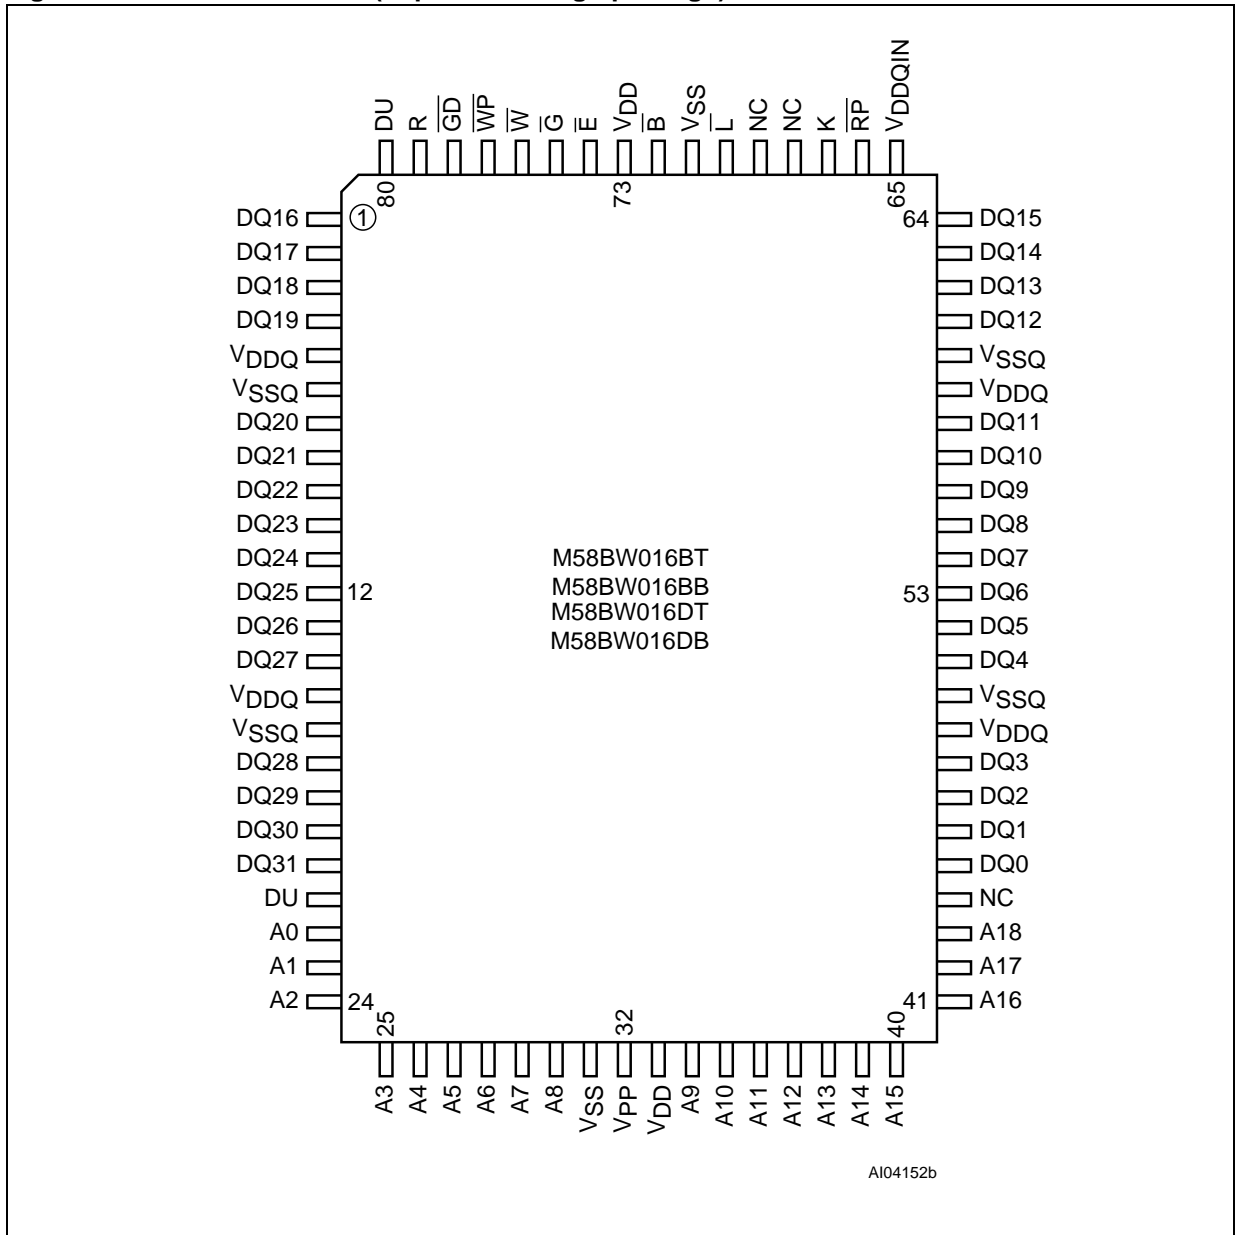 DU R G̅D̅ W̅P̅ W̅ G̅ E̅ VDD B̅ VSS L̅ NC NC K R̅P̅ VDDQIN
80 73 65
DQ16 1 64 DQ15
DQ17 DQ14
DQ18 DQ13
DQ19 DQ12
VDDQ VSSQ
VSSQ VDDQ
DQ20 DQ11
DQ21 DQ10
DQ22 DQ9
DQ23 DQ8
DQ24 M58BW016BT DQ7
DQ25 12 M58BW016BB 53 DQ6
M58BW016DT
DQ26 DQ5
M58BW016DB
DQ27 DQ4
VDDQ VSSQ
VSSQ VDDQ
DQ28 DQ3
DQ29 DQ2
DQ30 DQ1
DQ31 DQ0
DU NC
A0 A18
A1 A17
A2 24 41 A16
25 32 40
A3 A4 A5 A6 A7 A8 VSS VPP VDD A9 A10 A11 A12 A13 A14 A15
AI04152b